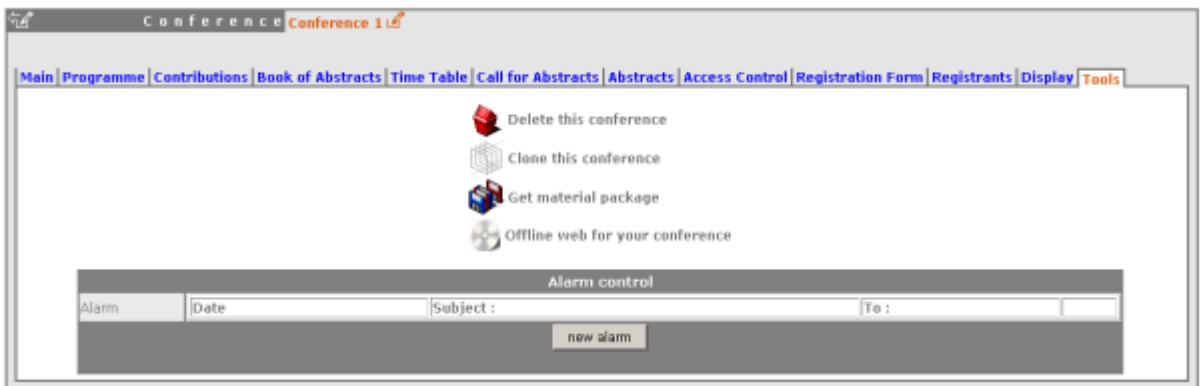 Conference Conference 1
Main Programme Contributions Book of Abstracts Time Table Call for Abstracts Abstracts Access Control Registration Form Registrants Display Tools
Delete this conference
Clone this conference
Get material package
Offline web for your conference
Alarm control
Alarm Date Subject : To :
new alarm